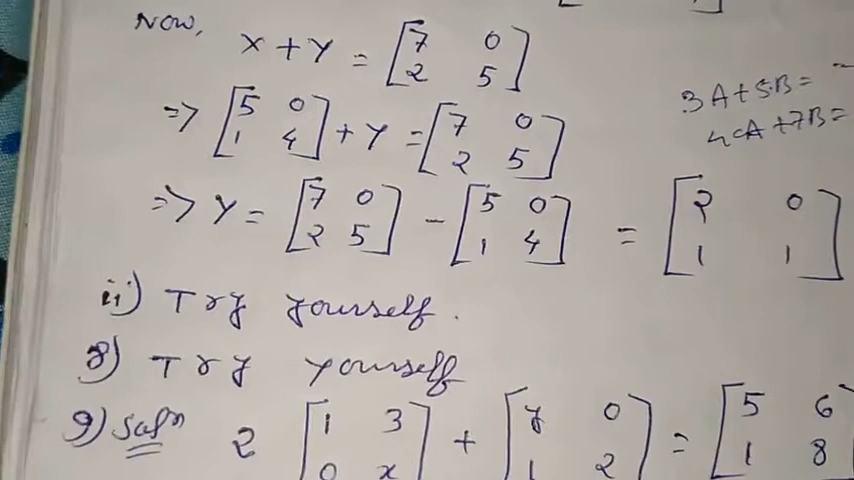 Now, X + Y = [7 0
2 5]
=> [5 0
1 4] + Y = [7 0
2 5]
=> Y = [7 0
2 5] - [5 0
1 4] = [2 0
1 1]
3A+5B=
4A+7B=
ii) Try yourself.
8) Try yourself
9) Soln 2 [1 3
0 x] + [y 0
1 2] = [5 6
1 8]